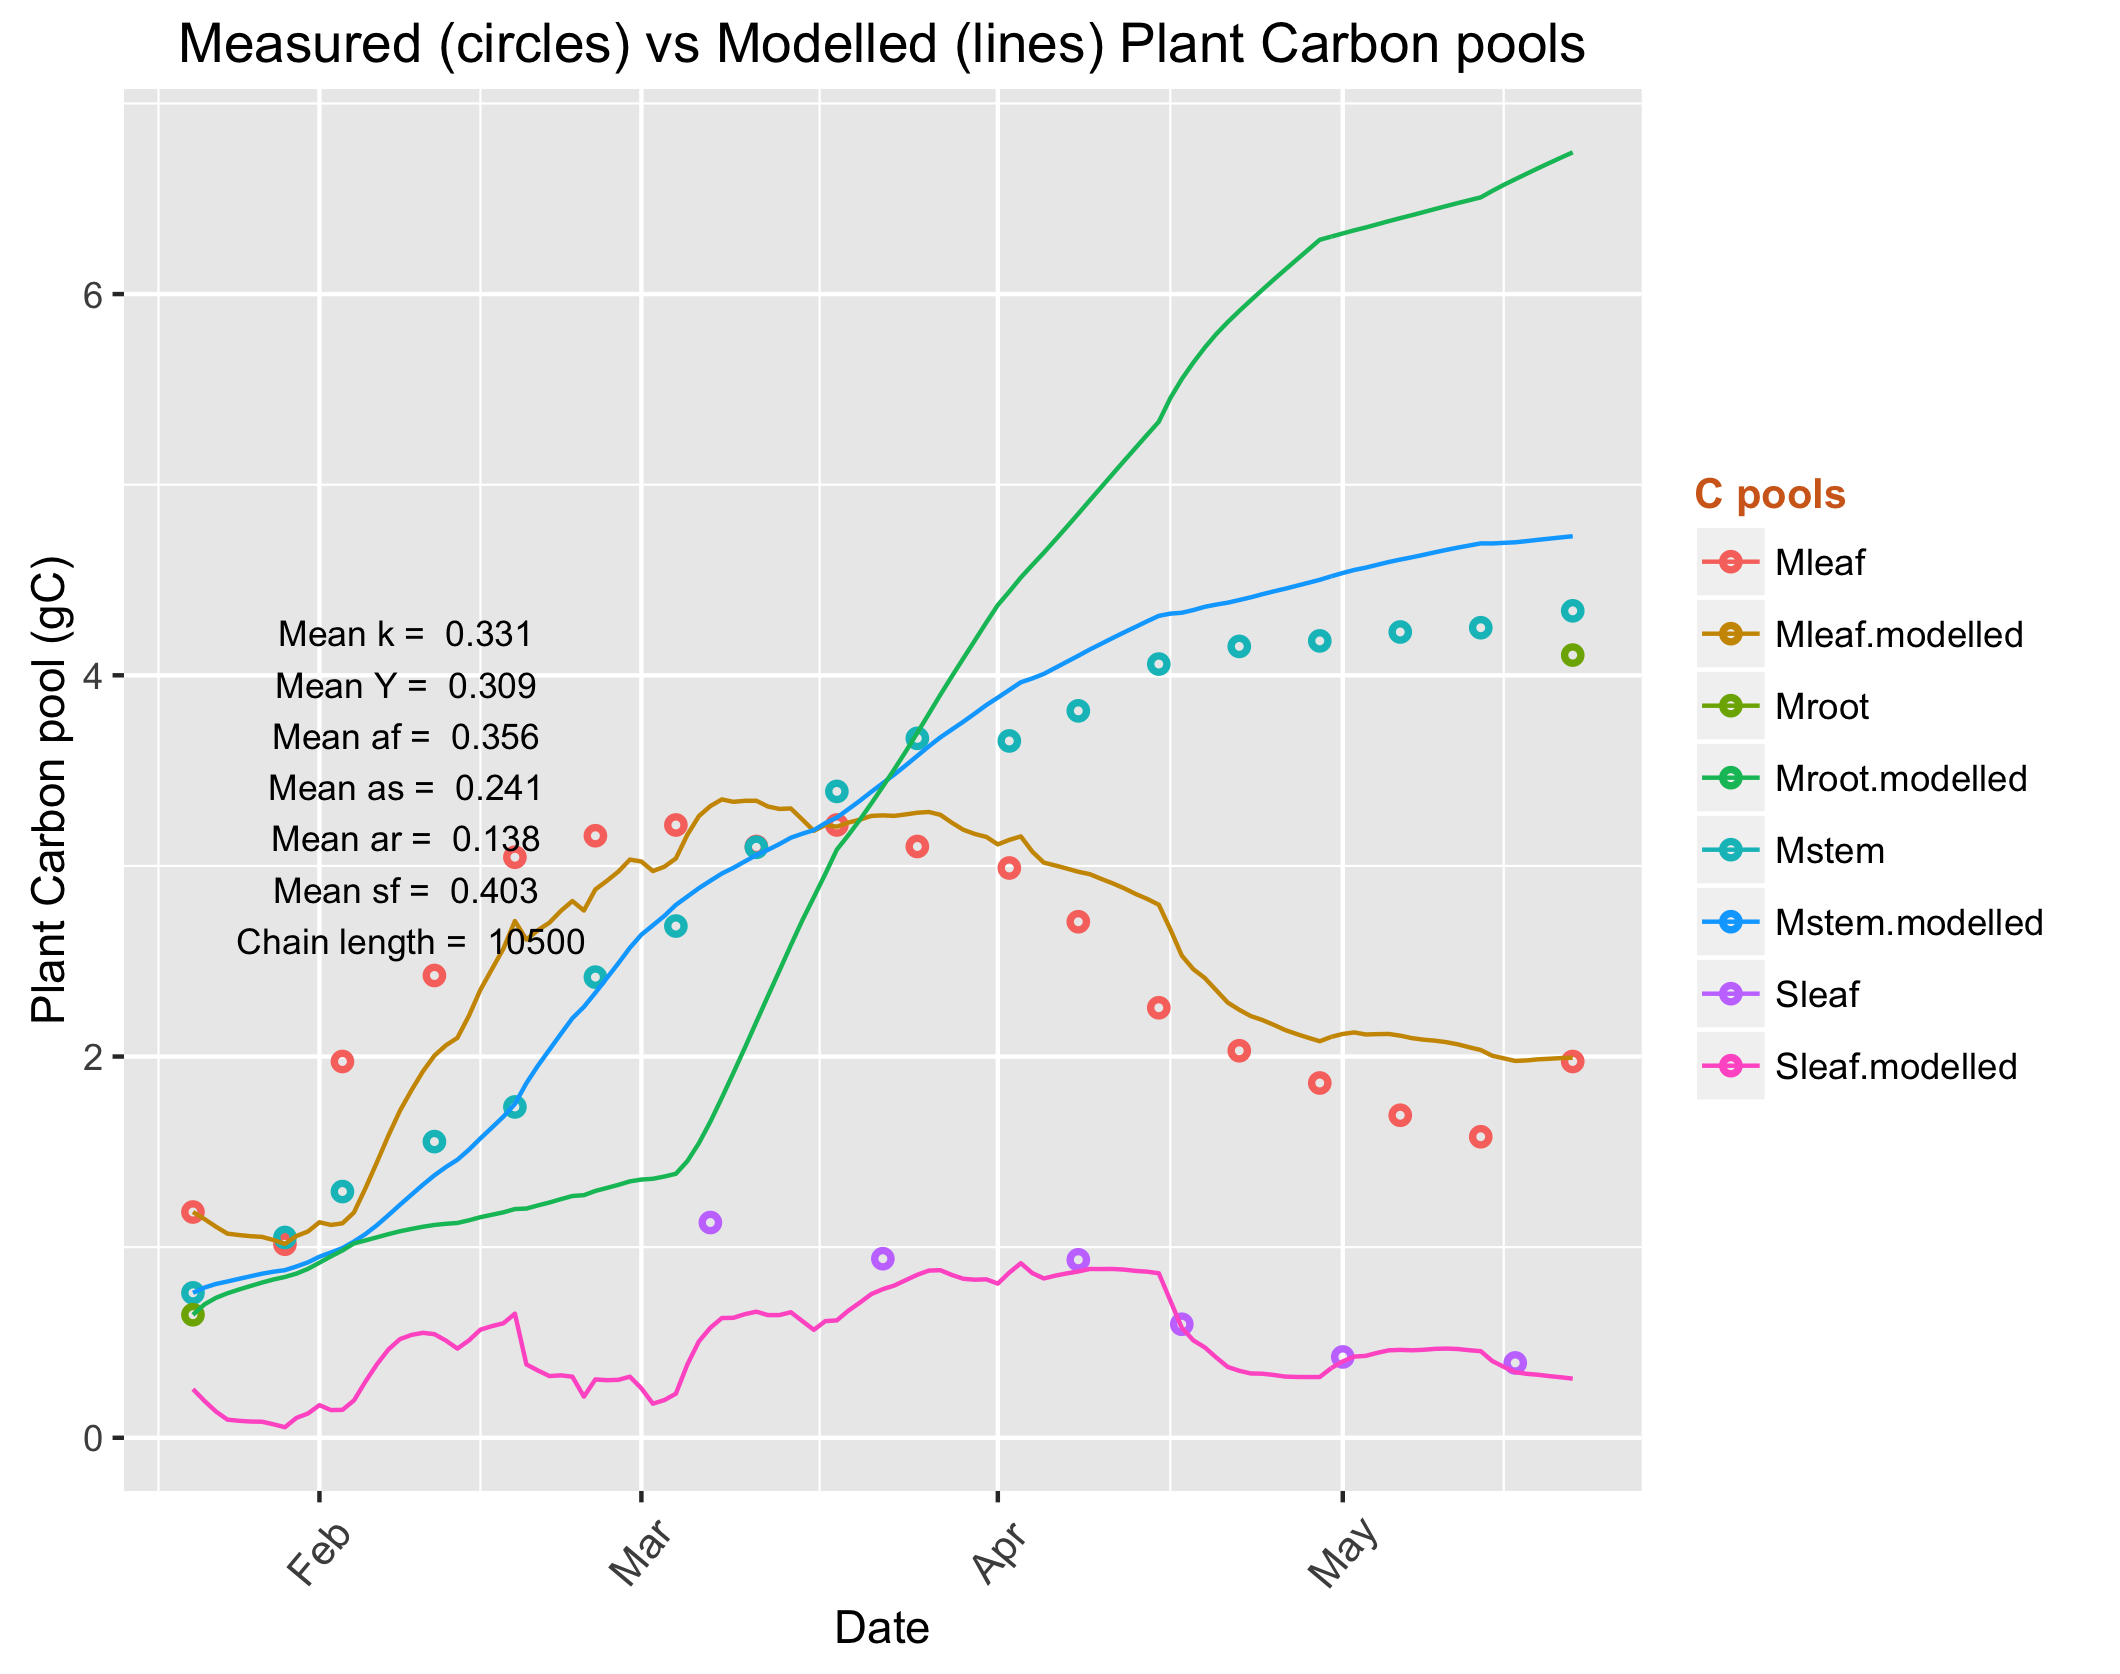 Measured (circles) vs Modelled (lines) Plant Carbon pools
Plant Carbon pool (gC)
6
4
2
0
Mean k = 0.331
Mean Y = 0.309
Mean af = 0.356
Mean as = 0.241
Mean ar = 0.138
Mean sf = 0.403
Chain length = 10500
Feb
Mar
Apr
May
Date
C pools
Mleaf
Mleaf.modelled
Mroot
Mroot.modelled
Mstem
Mstem.modelled
Sleaf
Sleaf.modelled